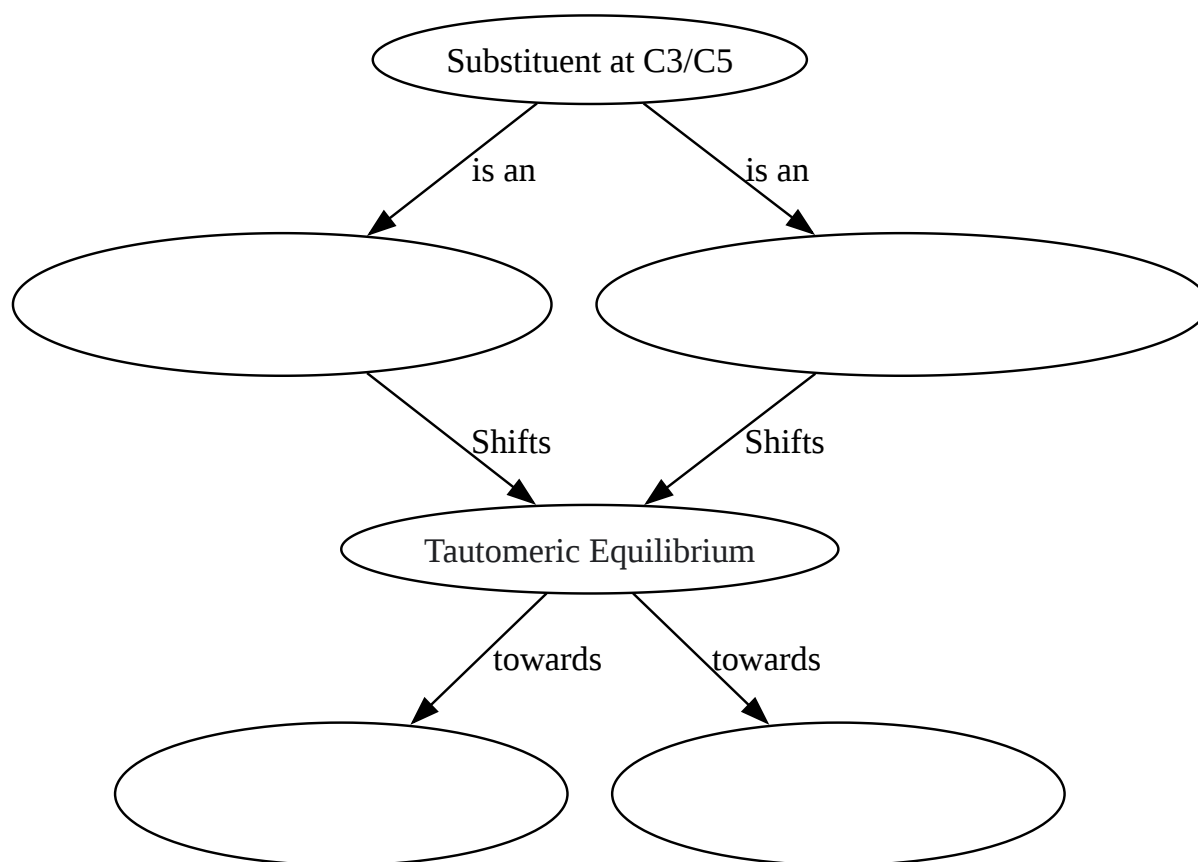 Substituent at C3/C5
is an
is an
Shifts
Shifts
Tautomeric Equilibrium
towards
towards